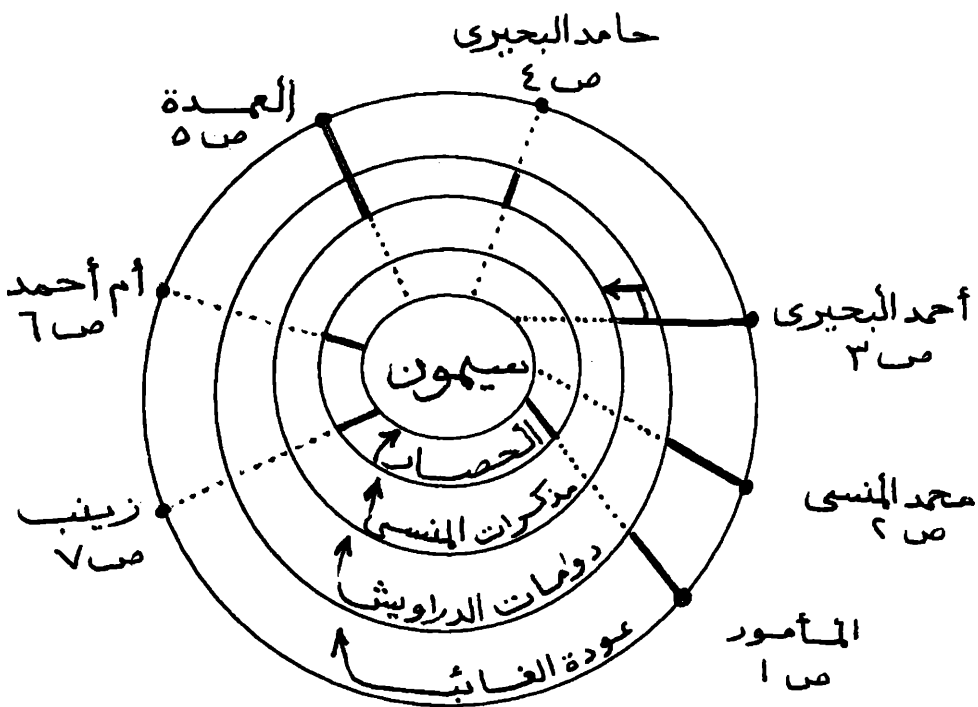 حامد البحيرى
ص ٤
العمدة
ص ٥
أم أحمد
ص ٦
أحمد البحيرى
ص ٣
سيمون
الحصار
مذكرات المنسى
محمد المنسى
ص ٢
زينب
ص ٧
دوامات الدراويش
المأمور
ص ١
عودة الغائب